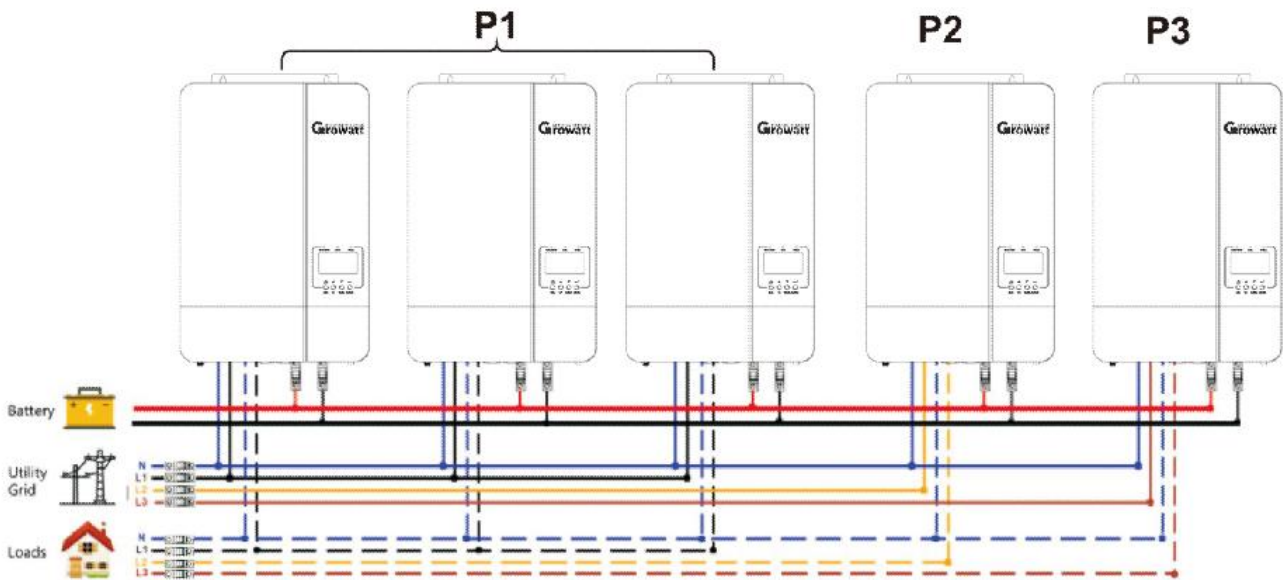 P1
P2
P3
Growatt
Growatt
Growatt
Growatt
Growatt
Battery
Utility
Grid
N
L1
L2
L3
Loads
N
L1
L2
L3